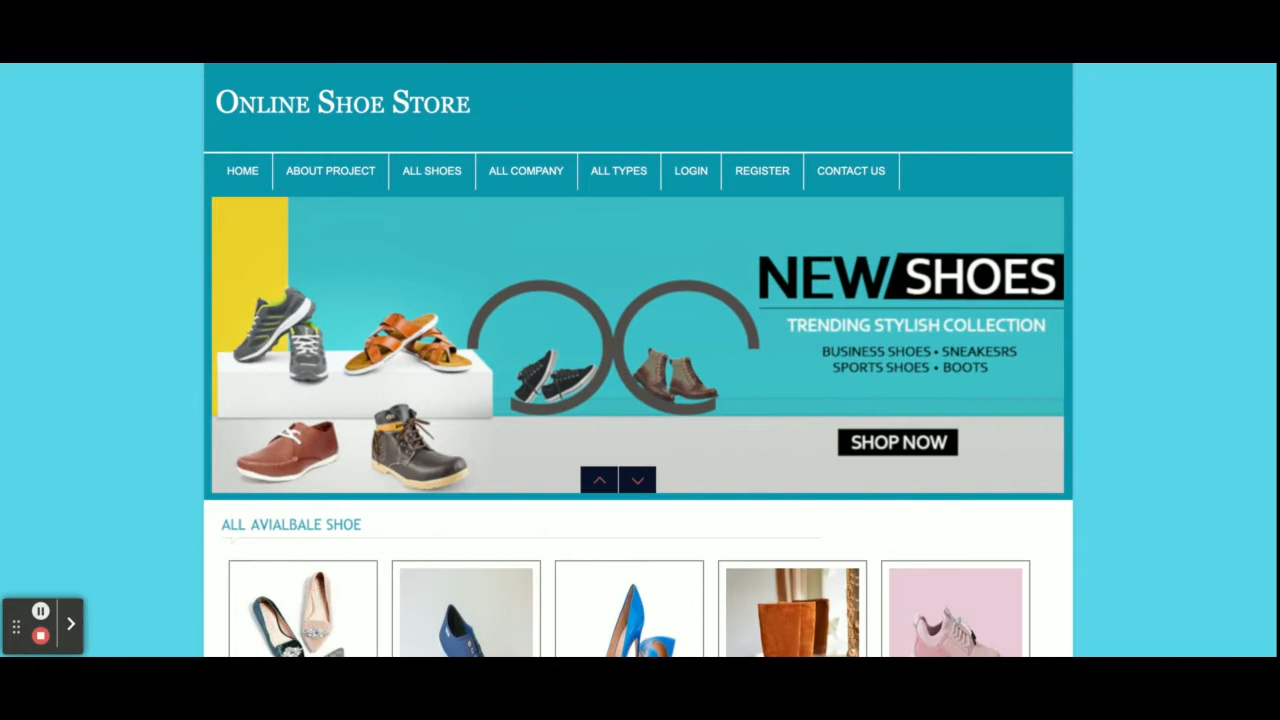 Online Shoe Store
HOME ABOUT PROJECT ALL SHOES ALL COMPANY ALL TYPES LOGIN REGISTER CONTACT US
NEW SHOES
TRENDING STYLISH COLLECTION
BUSINESS SHOES • SNEAKESRS
SPORTS SHOES • BOOTS
SHOP NOW
ALL AVIALBALE SHOE